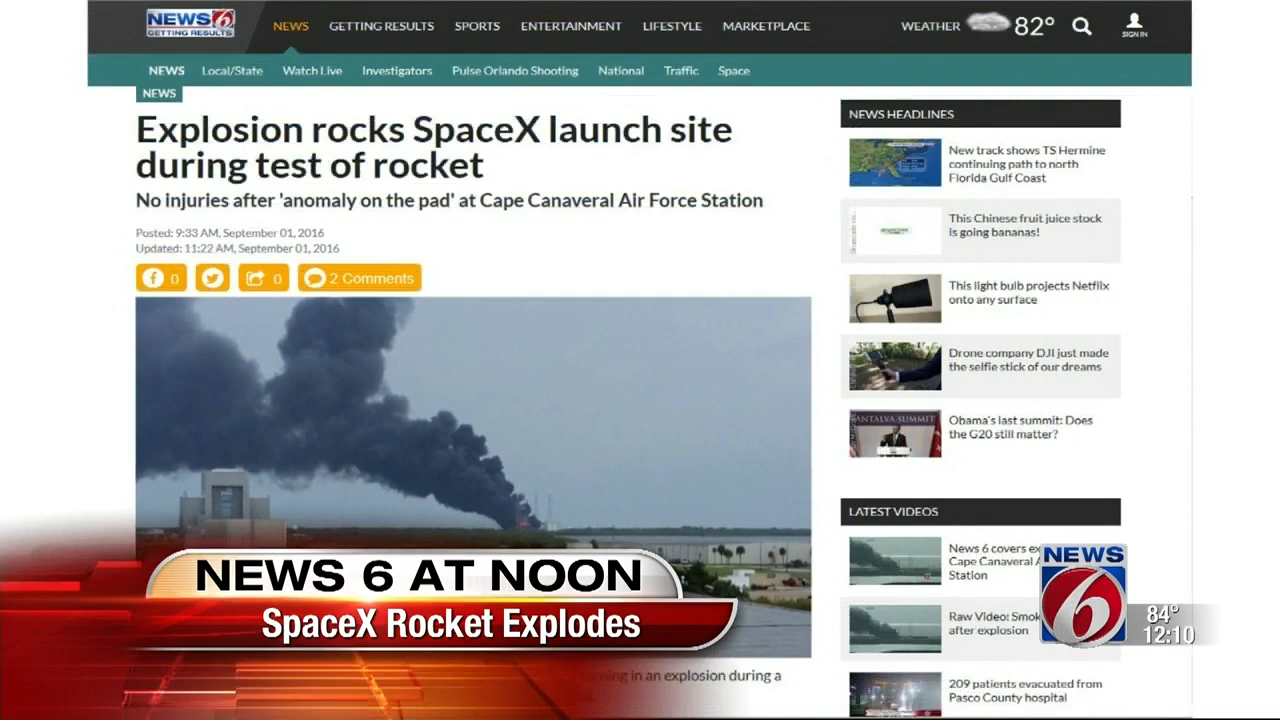 NEWS 6
GETTING RESULTS
NEWS GETTING RESULTS SPORTS ENTERTAINMENT LIFESTYLE MARKETPLACE WEATHER 82° SIGN IN
NEWS Local/State Watch Live Investigators Pulse Orlando Shooting National Traffic Space
NEWS
Explosion rocks SpaceX launch site
during test of rocket
No injuries after 'anomaly on the pad' at Cape Canaveral Air Force Station
Posted: 9:33 AM, September 01, 2016
Updated: 11:22 AM, September 01, 2016
0 0 2 Comments
NEWS HEADLINES
New track shows TS Hermine
continuing path to north
Florida Gulf Coast
This Chinese fruit juice stock
is going bananas!
This light bulb projects Netflix
onto any surface
Drone company DJI just made
the selfie stick of our dreams
ANTALYA SUMMIT
Obama's last summit: Does
the G20 still matter?
LATEST VIDEOS
News 6 covers
Cape Canaveral
Station
Raw Video:
after explosion
209 patients evacuated from
Pasco County hospital
NEWS 6 AT NOON
SpaceX Rocket Explodes
in an explosion during a
NEWS
6
84°
12:10